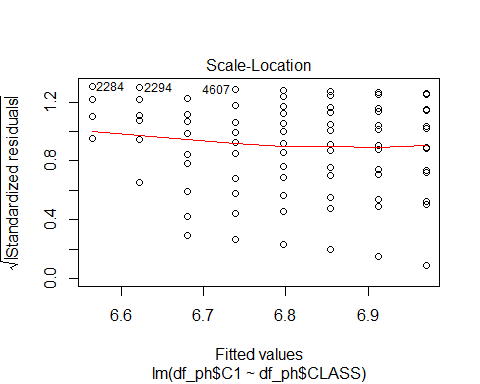 Scale-Location
√|Standardized residuals|
1.2
0.8
0.4
0.0
2284
2294
4607
6.6 6.7 6.8 6.9
Fitted values
lm(df_ph$C1 ~ df_ph$CLASS)